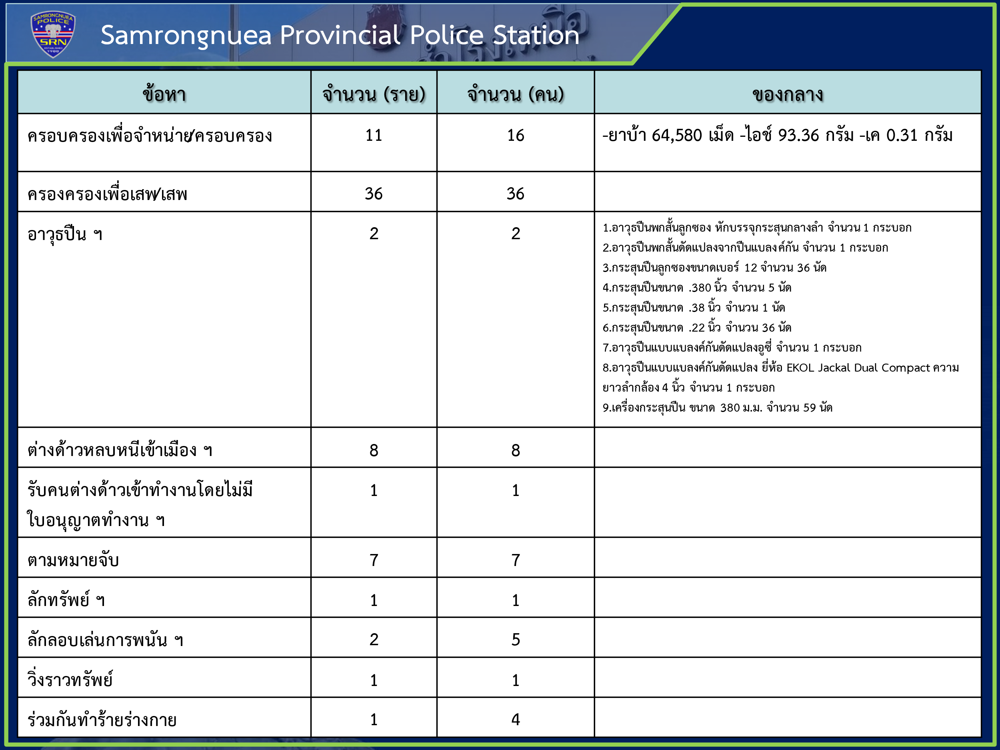 SAMRONGNUEA
POLICE
SRN
ESTABLISHED
1988
Samrongnuea Provincial Police Station
สำโรงเหนือ
ข้อหา จำนวน (ราย) จำนวน (คน) ของกลาง
ครอบครองเพื่อจำหน่าย/ครอบครอง 11 16 -ยาบ้า 64,580 เม็ด -ไอซ์ 93.36 กรัม -เค 0.31 กรัม
ครองครองเพื่อเสพ/เสพ 36 36
อาวุธปืน ฯ 2 2
1.อาวุธปืนพกสั้นลูกซอง หักบรรจุกระสุนกลางลำ จำนวน 1 กระบอก
2.อาวุธปืนพกสั้นดัดแปลงจากปืนแบลงค์กัน จำนวน 1 กระบอก
3.กระสุนปืนลูกซองขนาดเบอร์ 12 จำนวน 36 นัด
4.กระสุนปืนขนาด .380 นิ้ว จำนวน 5 นัด
5.กระสุนปืนขนาด .38 นิ้ว จำนวน 1 นัด
6.กระสุนปืนขนาด .22 นิ้ว จำนวน 36 นัด
7.อาวุธปืนแบบแบลงค์กันดัดแปลงอูซี่ จำนวน 1 กระบอก
8.อาวุธปืนแบบแบลงค์กันดัดแปลง ยี่ห้อ EKOL Jackal Dual Compact ความ
ยาวลำกล้อง 4 นิ้ว จำนวน 1 กระบอก
9.เครื่องกระสุนปืน ขนาด 380 ม.ม. จำนวน 59 นัด
ต่างด้าวหลบหนีเข้าเมือง ฯ 8 8
รับคนต่างด้าวเข้าทำงานโดยไม่มี 1 1
ใบอนุญาตทำงาน ฯ
ตามหมายจับ 7 7
ลักทรัพย์ ฯ 1 1
ลักลอบเล่นการพนัน ฯ 2 5
วิ่งราวทรัพย์ 1 1
ร่วมกันทำร้ายร่างกาย 1 4